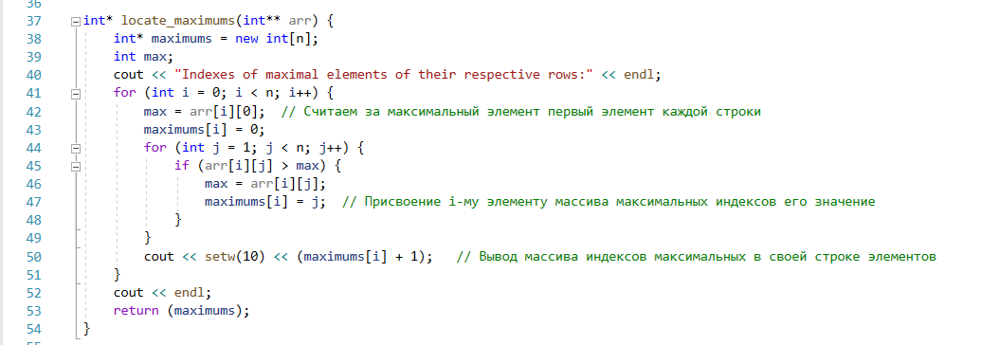 36
37 int* locate_maximums(int** arr) {
38 int* maximums = new int[n];
39 int max;
40 cout << "Indexes of maximal elements of their respective rows:" << endl;
41 for (int i = 0; i < n; i++) {
42 max = arr[i][0];  // Считаем за максимальный элемент первый элемент каждой строки
43 maximums[i] = 0;
44 for (int j = 1; j < n; j++) {
45 if (arr[i][j] > max) {
46 max = arr[i][j];
47 maximums[i] = j;  // Присвоение i-му элементу массива максимальных индексов его значение
48 }
49 }
50 cout << setw(10) << (maximums[i] + 1);   // Вывод массива индексов максимальных в своей строке элементов
51 }
52 cout << endl;
53 return (maximums);
54 }